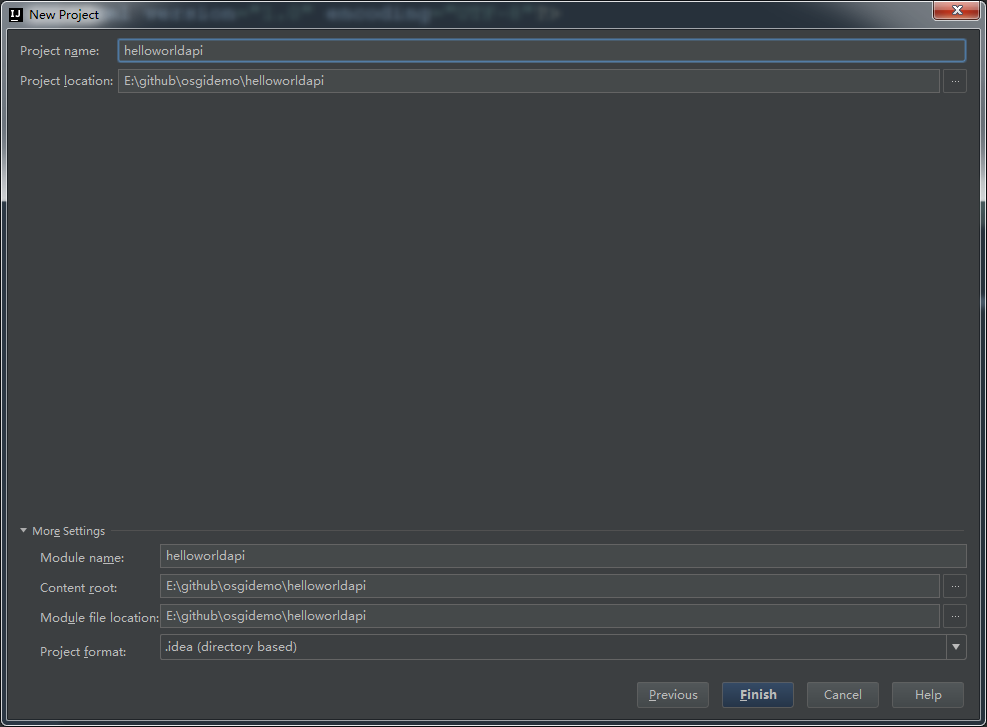 New Project
Project name: helloworldapi
Project location: E:\github\osgidemo\helloworldapi ...
More Settings
Module name: helloworldapi
Content root: E:\github\osgidemo\helloworldapi ...
Module file location: E:\github\osgidemo\helloworldapi ...
Project format: .idea (directory based)
Previous Finish Cancel Help